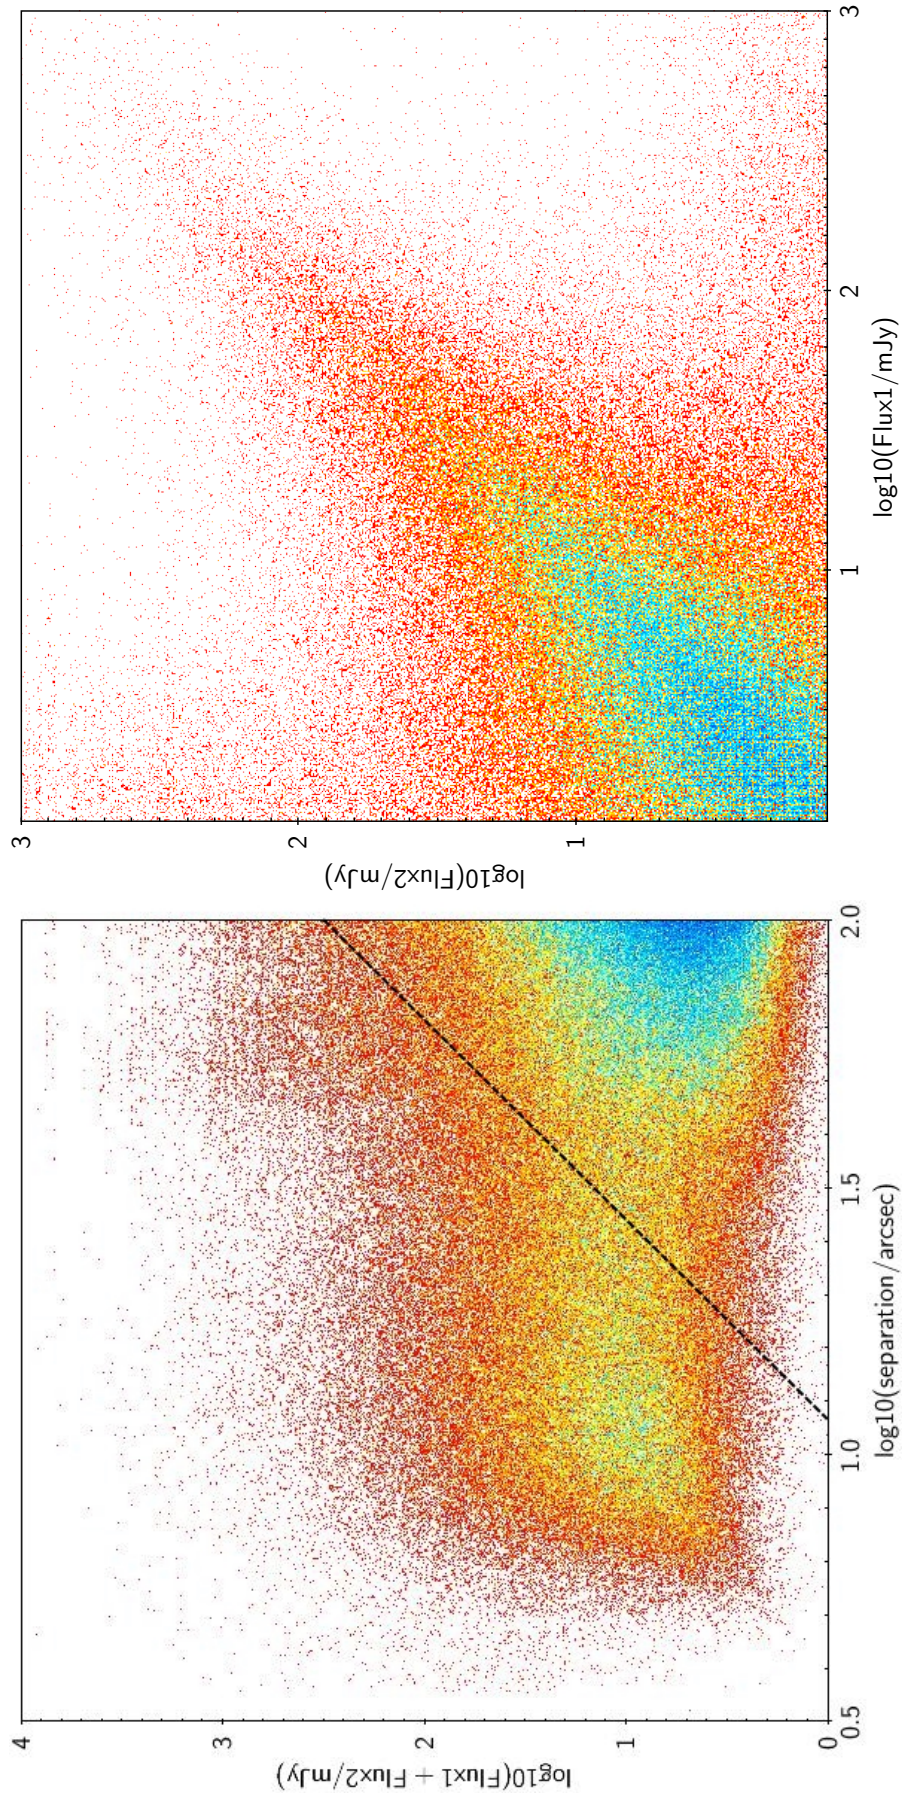 log10(Flux1 + Flux2/mJy)
4
3
2
1
0
0.5 1.0 1.5 2.0
log10(separation/arcsec)
log10(Flux2/mJy)
3
2
1
1 2 3
log10(Flux1/mJy)